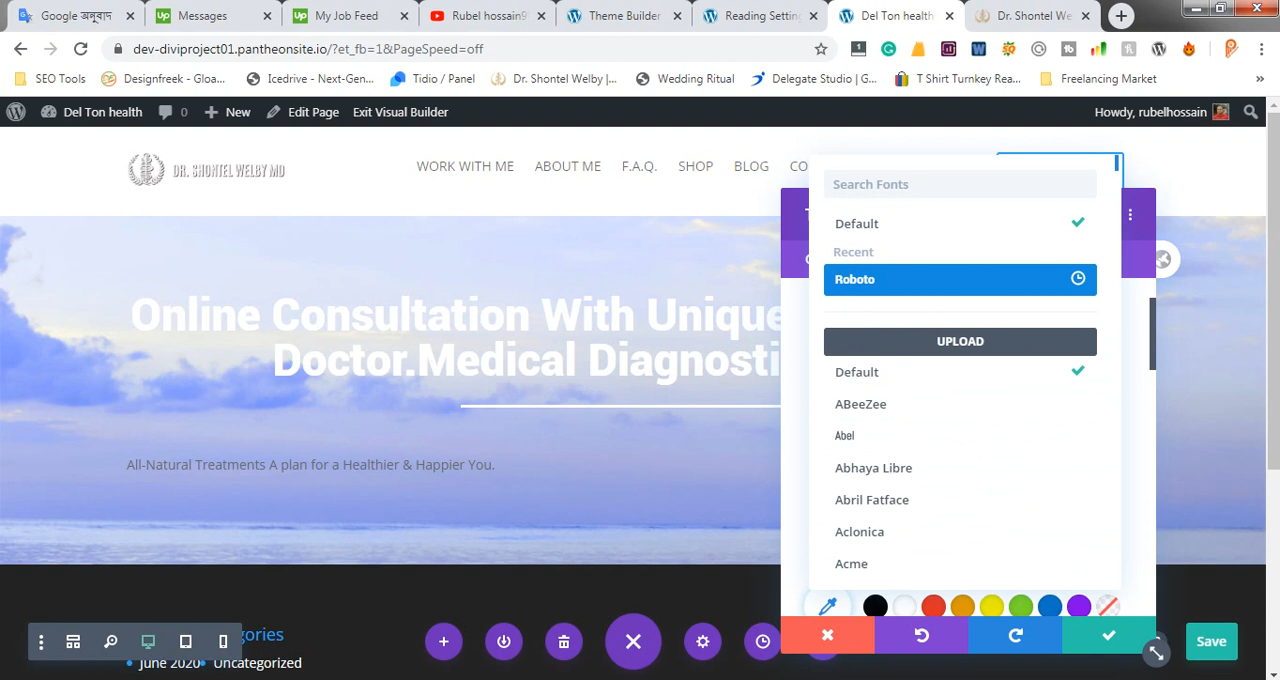 Google অনুবাদ
Messages
My Job Feed
Rubel hossain9
Theme Builder
Reading Setting
Del Ton health
Dr. Shontel We
dev-diviproject01.pantheonsite.io/?et_fb=1&PageSpeed=off
SEO Tools
Designfreek - Gloa...
Icedrive - Next-Gen...
Tidio / Panel
Dr. Shontel Welby |...
Wedding Ritual
Delegate Studio | G...
T Shirt Turnkey Rea...
Freelancing Market
»
Del Ton health
0
New
Edit Page
Exit Visual Builder
Howdy, rubelhossain
DR. SHONTEL WELBY MD
WORK WITH ME
ABOUT ME
F.A.Q.
SHOP
BLOG
CO
Search Fonts
Default
Recent
Roboto
UPLOAD
Default
ABeeZee
Abel
Abhaya Libre
Abril Fatface
Aclonica
Acme
Online Consultation With Unique
Doctor.Medical Diagnosti
All-Natural Treatments A plan for a Healthier & Happier You.
egories
June 2020
Uncategorized
Save